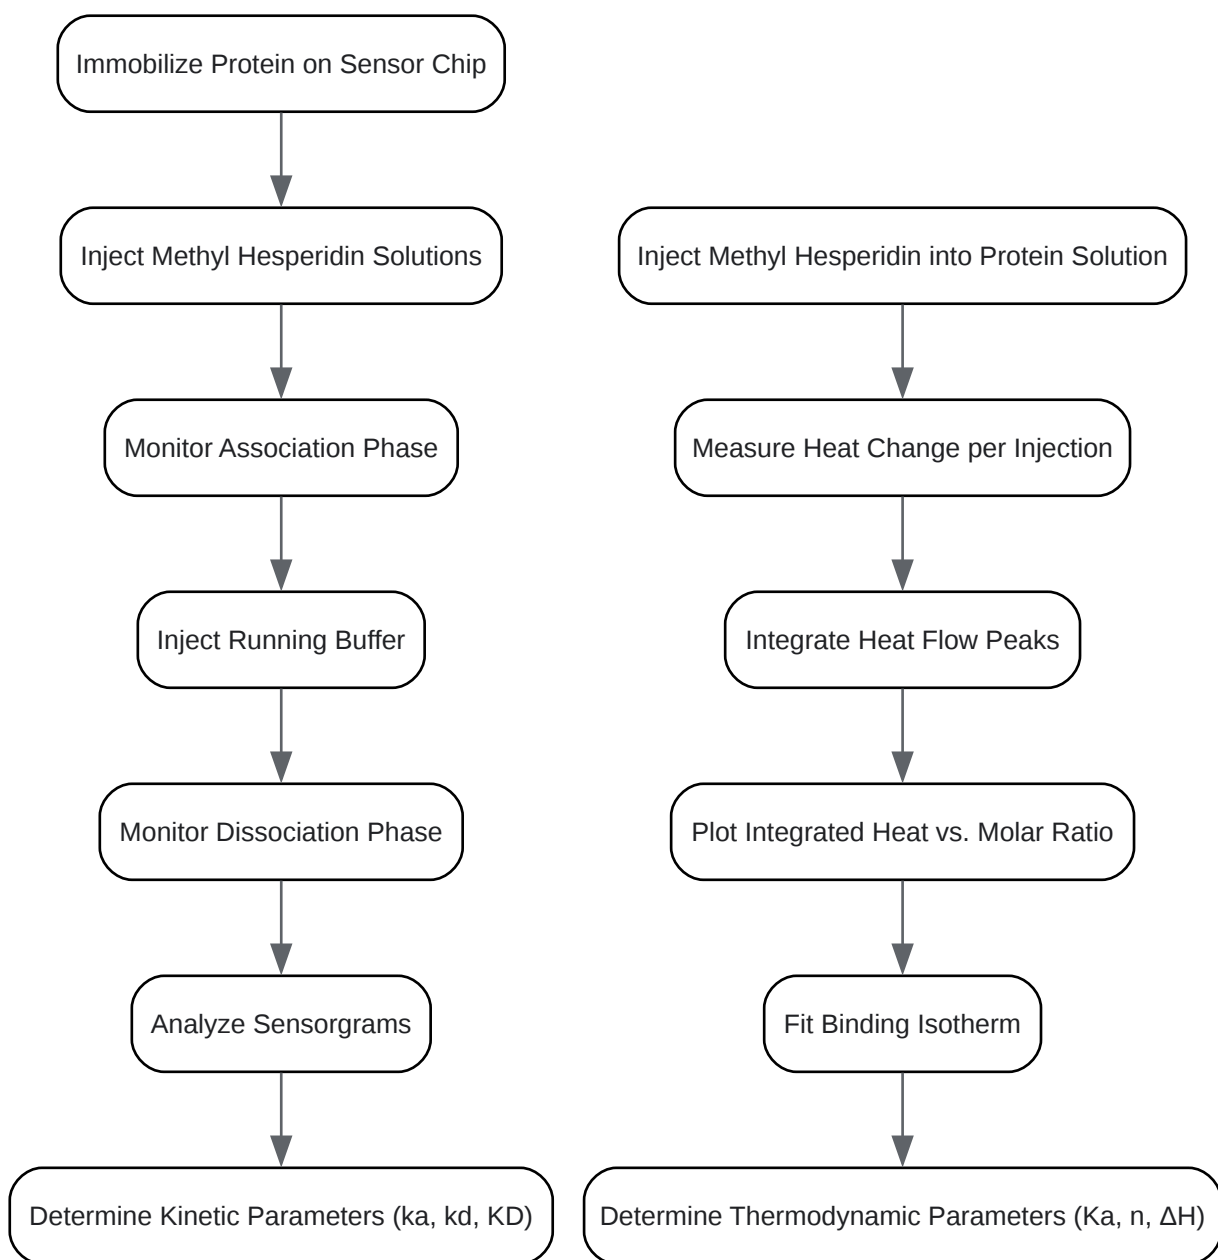 Immobilize Protein on Sensor Chip
Inject Methyl Hesperidin Solutions
Monitor Association Phase
Inject Running Buffer
Monitor Dissociation Phase
Analyze Sensorgrams
Determine Kinetic Parameters (ka, kd, KD)
Inject Methyl Hesperidin into Protein Solution
Measure Heat Change per Injection
Integrate Heat Flow Peaks
Plot Integrated Heat vs. Molar Ratio
Fit Binding Isotherm
Determine Thermodynamic Parameters (Ka, n, ΔH)